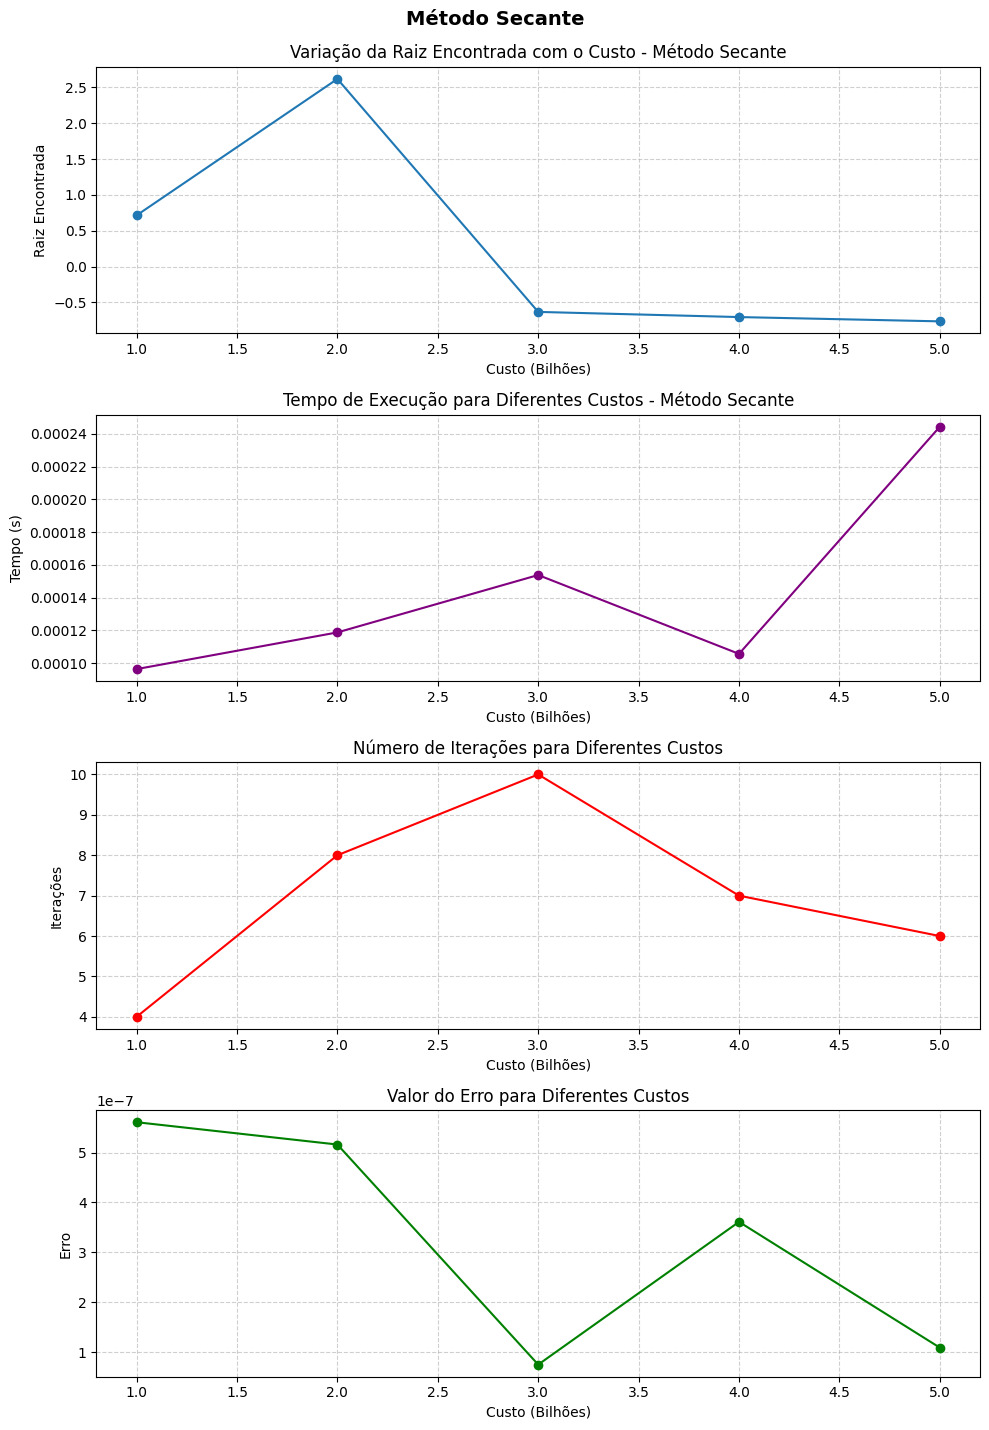 Método Secante
Variação da Raiz Encontrada com o Custo - Método Secante
Raiz Encontrada
2.5
2.0
1.5
1.0
0.5
0.0
−0.5
1.0 1.5 2.0 2.5 3.0 3.5 4.0 4.5 5.0
Custo (Bilhões)
Tempo de Execução para Diferentes Custos - Método Secante
Tempo (s)
0.00024
0.00022
0.00020
0.00018
0.00016
0.00014
0.00012
0.00010
1.0 1.5 2.0 2.5 3.0 3.5 4.0 4.5 5.0
Custo (Bilhões)
Número de Iterações para Diferentes Custos
Iterações
10
9
8
7
6
5
4
1.0 1.5 2.0 2.5 3.0 3.5 4.0 4.5 5.0
Custo (Bilhões)
Valor do Erro para Diferentes Custos
1e−7
Erro
5
4
3
2
1
1.0 1.5 2.0 2.5 3.0 3.5 4.0 4.5 5.0
Custo (Bilhões)